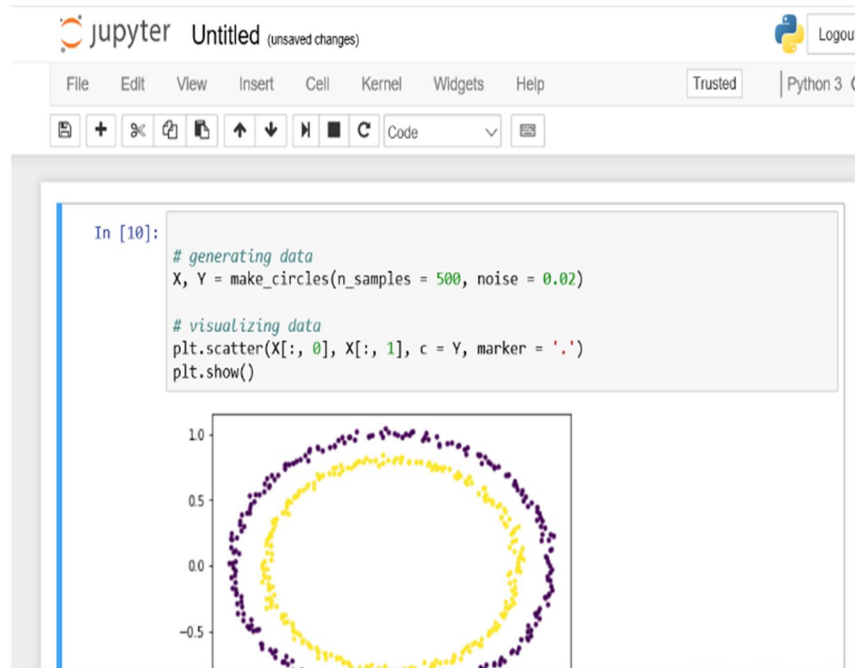 jupyter Untitled (unsaved changes) Logout
File Edit View Insert Cell Kernel Widgets Help Trusted Python 3
Code
In [10]:
# generating data
X, Y = make_circles(n_samples = 500, noise = 0.02)
# visualizing data
plt.scatter(X[:, 0], X[:, 1], c = Y, marker = '.')
plt.show()
1.0
0.5
0.0
−0.5